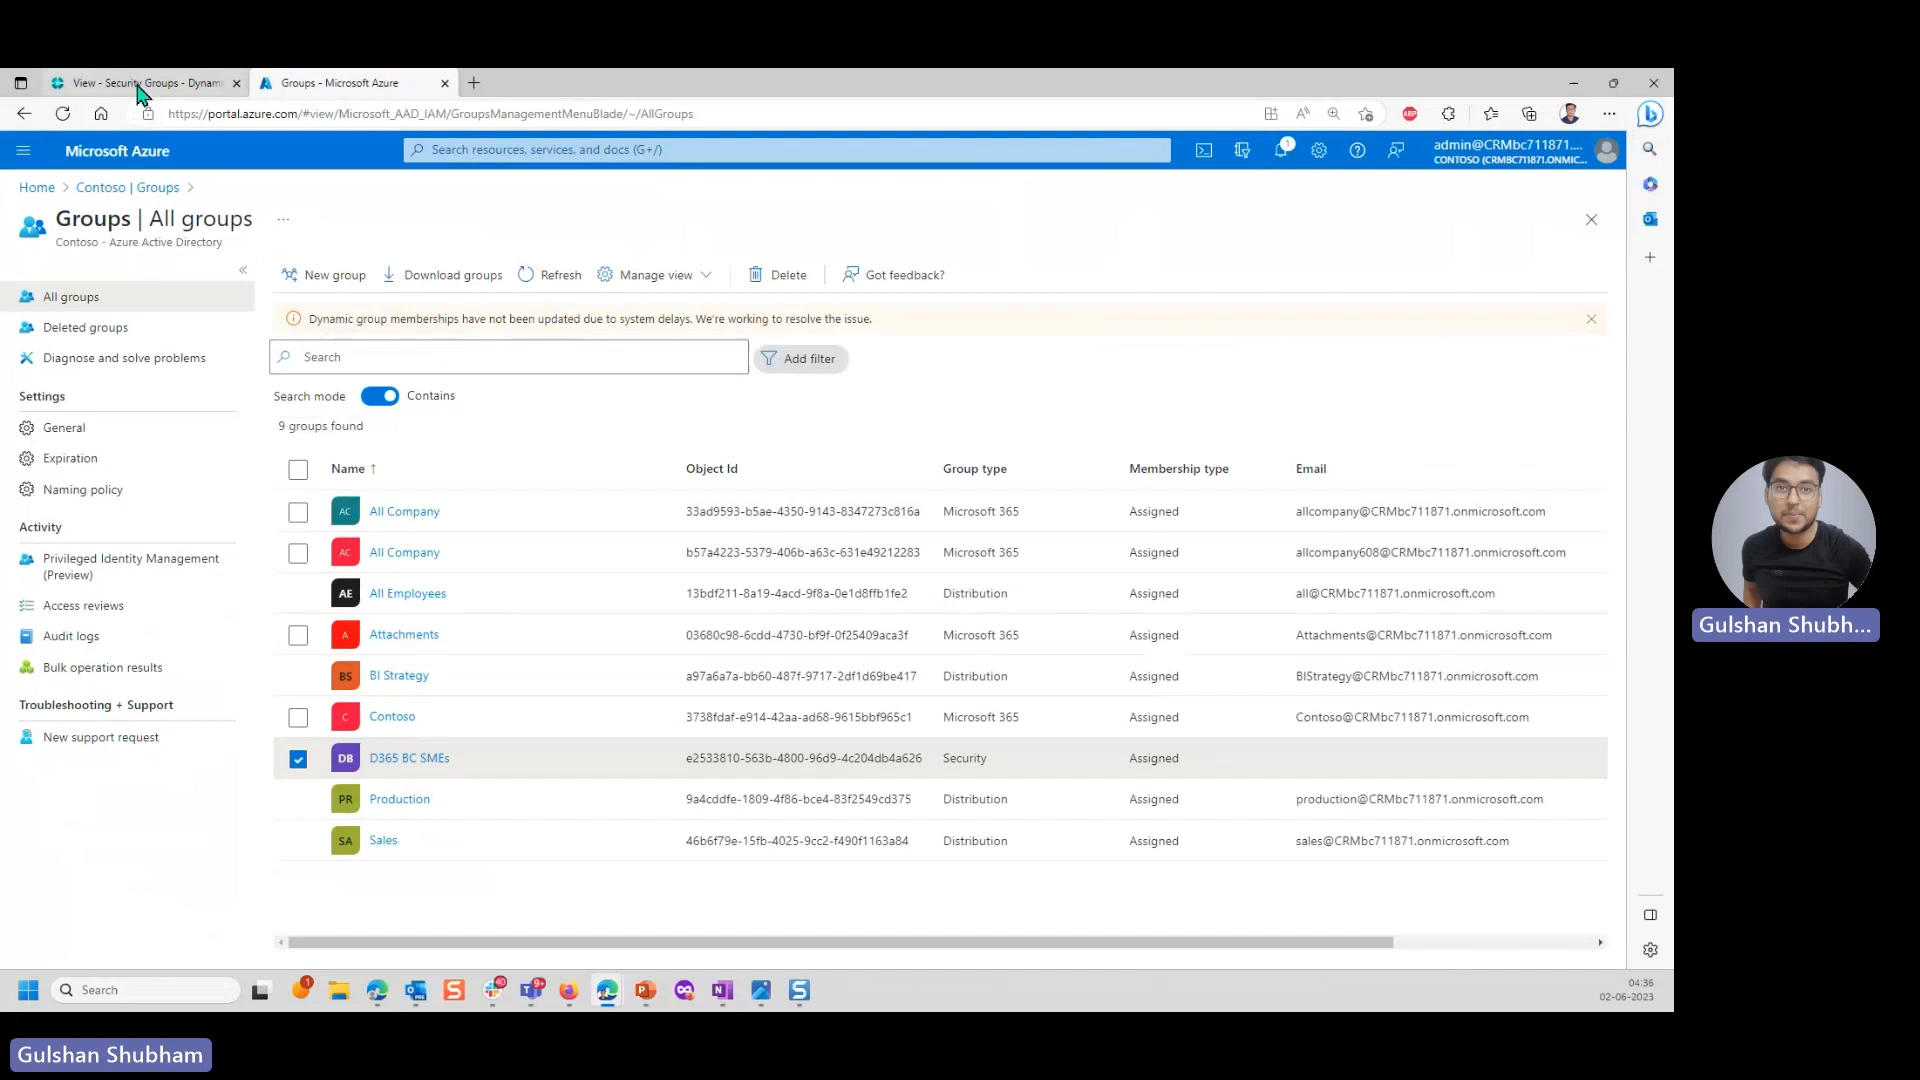 View - Security Groups - Dynam
Groups - Microsoft Azure
https://portal.azure.com/#view/Microsoft_AAD_IAM/GroupsManagementMenuBlade/~/AllGroups
ABP
Microsoft Azure
Search resources, services, and docs (G+/)
1
admin@CRMbc711871....
CONTOSO (CRMBC711871.ONMIC...
Home > Contoso | Groups >
Groups | All groups ...
Contoso - Azure Active Directory
New group
Download groups
Refresh
Manage view
Delete
Got feedback?
All groups
Deleted groups
Diagnose and solve problems
Settings
General
Expiration
Naming policy
Activity
Privileged Identity Management
(Preview)
Access reviews
Audit logs
Bulk operation results
Troubleshooting + Support
New support request
Dynamic group memberships have not been updated due to system delays. We're working to resolve the issue.
Search
Add filter
Search mode
Contains
9 groups found
Name ↑ Object Id Group type Membership type Email
AC All Company 33ad9593-b5ae-4350-9143-8347273c816a Microsoft 365 Assigned allcompany@CRMbc711871.onmicrosoft.com
AC All Company b57a4223-5379-406b-a63c-631e49212283 Microsoft 365 Assigned allcompany608@CRMbc711871.onmicrosoft.com
AE All Employees 13bdf211-8a19-4acd-9f8a-0e1d8ffb1fe2 Distribution Assigned all@CRMbc711871.onmicrosoft.com
A Attachments 03680c98-6cdd-4730-bf9f-0f25409aca3f Microsoft 365 Assigned Attachments@CRMbc711871.onmicrosoft.com
BS BI Strategy a97a6a7a-bb60-487f-9717-2df1d69be417 Distribution Assigned BIStrategy@CRMbc711871.onmicrosoft.com
C Contoso 3738fdaf-e914-42aa-ad68-9615bbf965c1 Microsoft 365 Assigned Contoso@CRMbc711871.onmicrosoft.com
DB D365 BC SMEs e2533810-563b-4800-96d9-4c204db4a626 Security Assigned
PR Production 9a4cddfe-1809-4f86-bce4-83f2549cd375 Distribution Assigned production@CRMbc711871.onmicrosoft.com
SA Sales 46b6f79e-15fb-4025-9cc2-f490f1163a84 Distribution Assigned sales@CRMbc711871.onmicrosoft.com
Gulshan Shubh...
Search
1
40
9+
04:36
02-06-2023
Gulshan Shubham